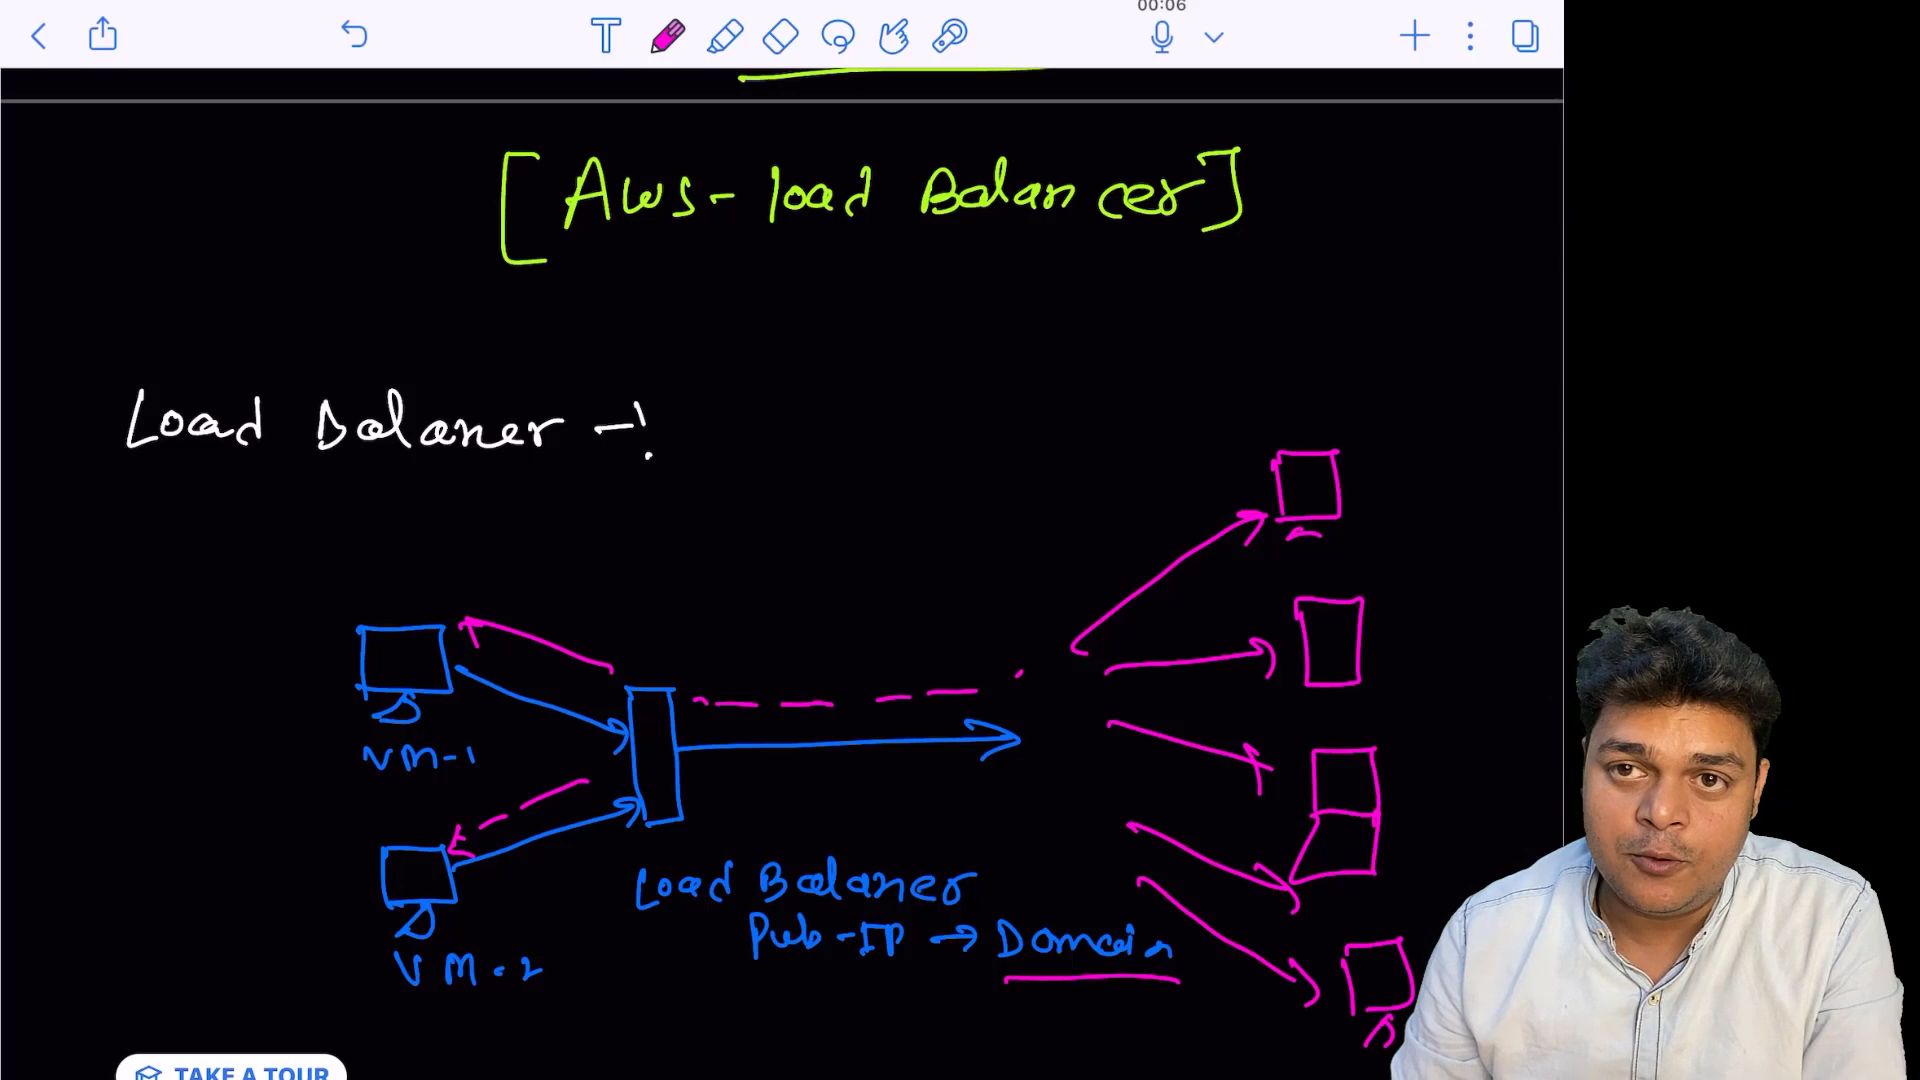 00:06
T
[AWS - load Balancer]
Load Balaner -!
VM-1
Load Balaner
Pub-IP → Domain
VM-2
TAKE A TOUR